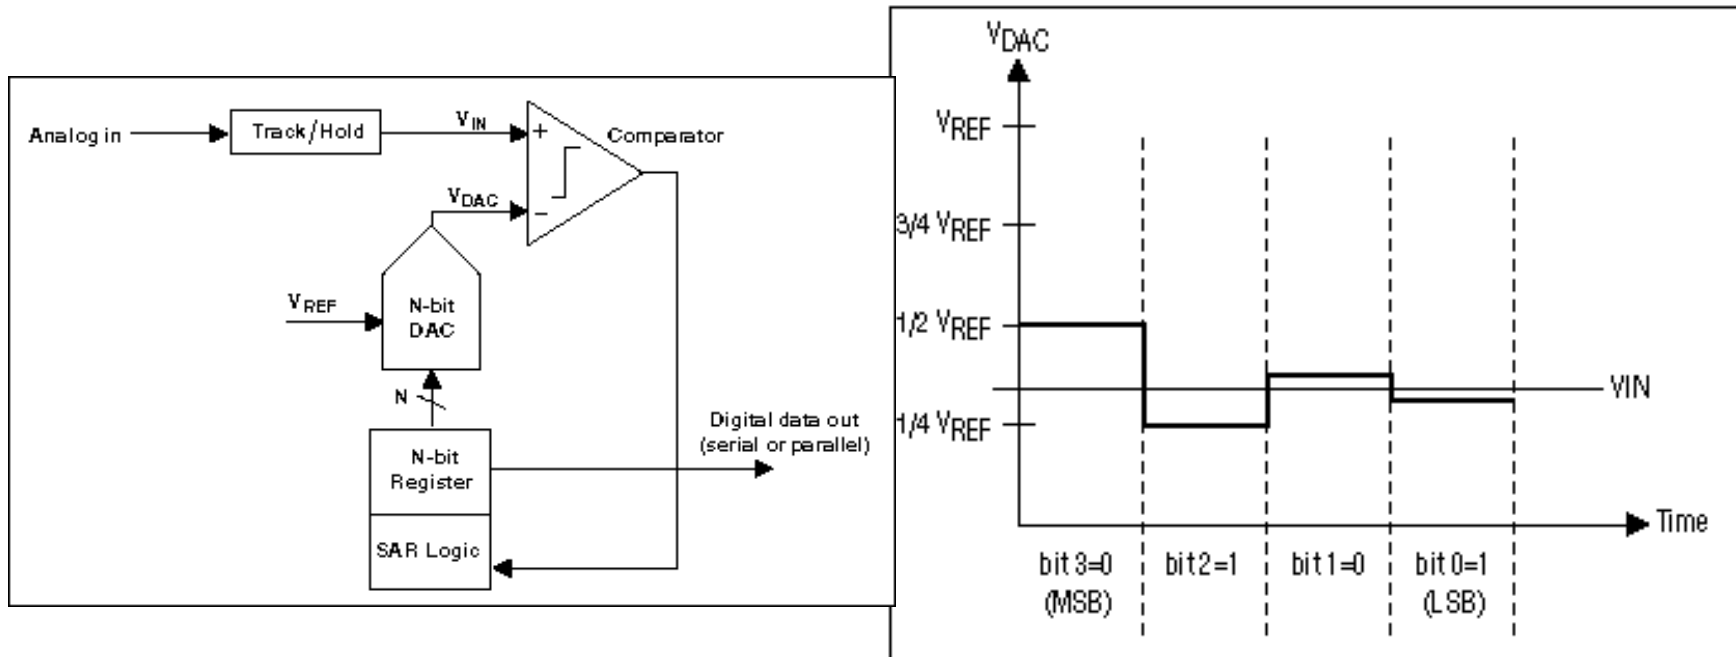 Analog in
Track/Hold
VIN
+
Comparator
VDAC
−
VREF
N-bit
DAC
N
Digital data out
(serial or parallel)
N-bit
Register
SAR Logic
VDAC
VREF
3/4 VREF
1/2 VREF
VIN
1/4 VREF
Time
bit 3=0
(MSB)
bit2=1
bit 1=0
bit 0=1
(LSB)